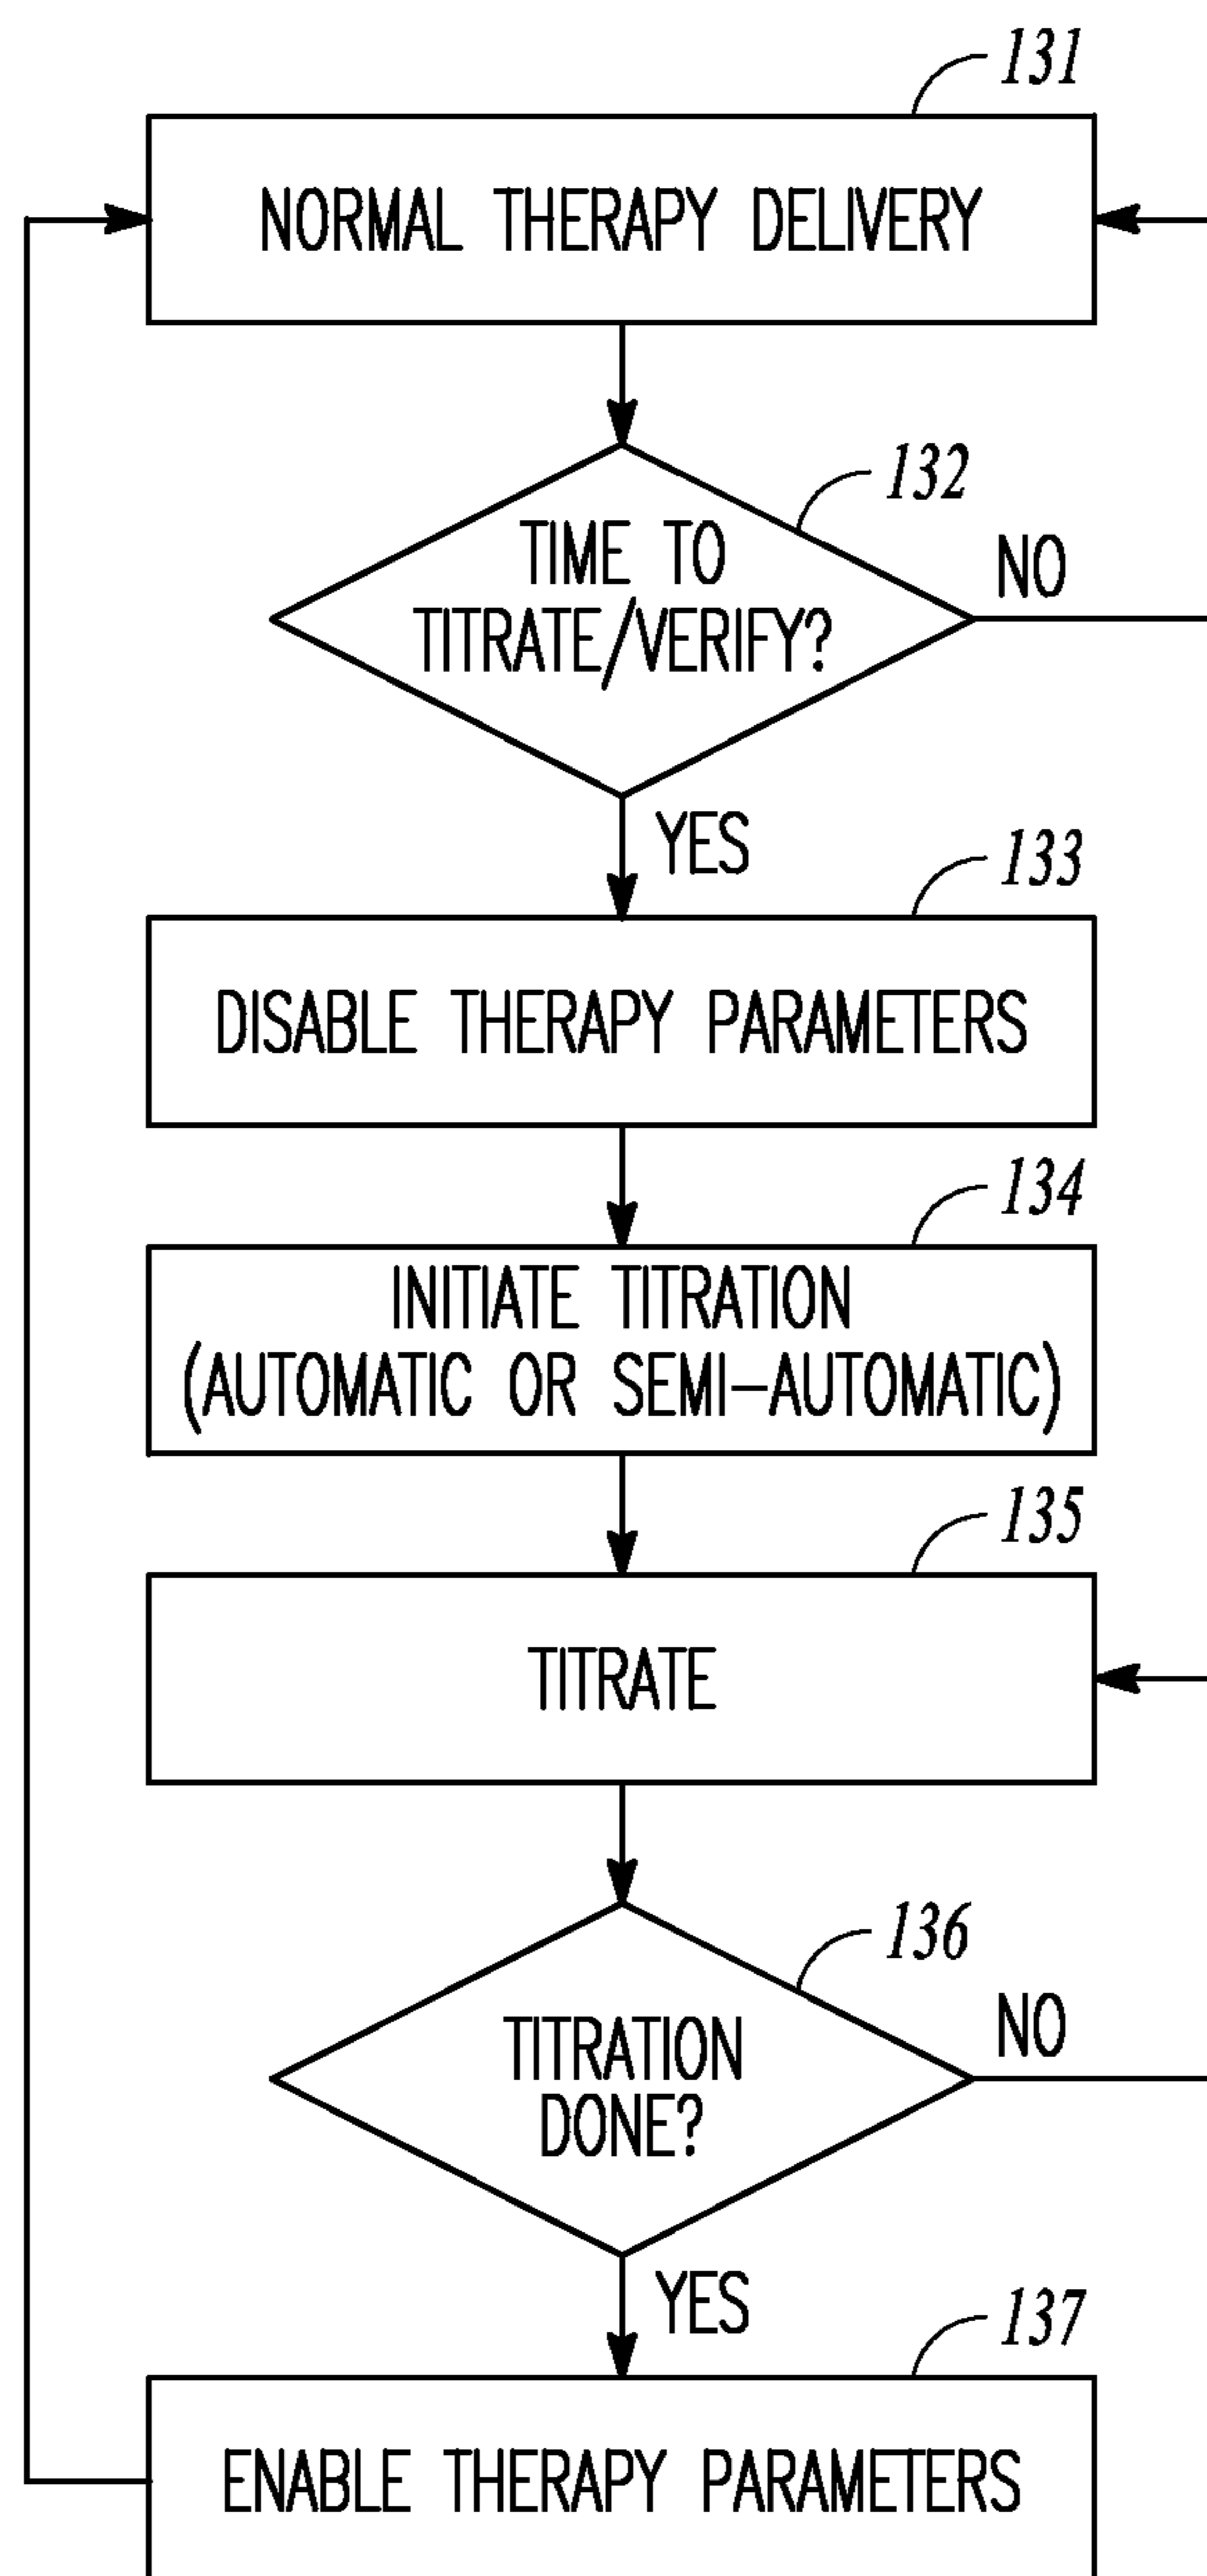 131
NORMAL THERAPY DELIVERY
132
TIME TO
TITRATE/VERIFY?
NO
YES
133
DISABLE THERAPY PARAMETERS
134
INITIATE TITRATION
(AUTOMATIC OR SEMI-AUTOMATIC)
135
TITRATE
136
TITRATION
DONE?
NO
YES
137
ENABLE THERAPY PARAMETERS